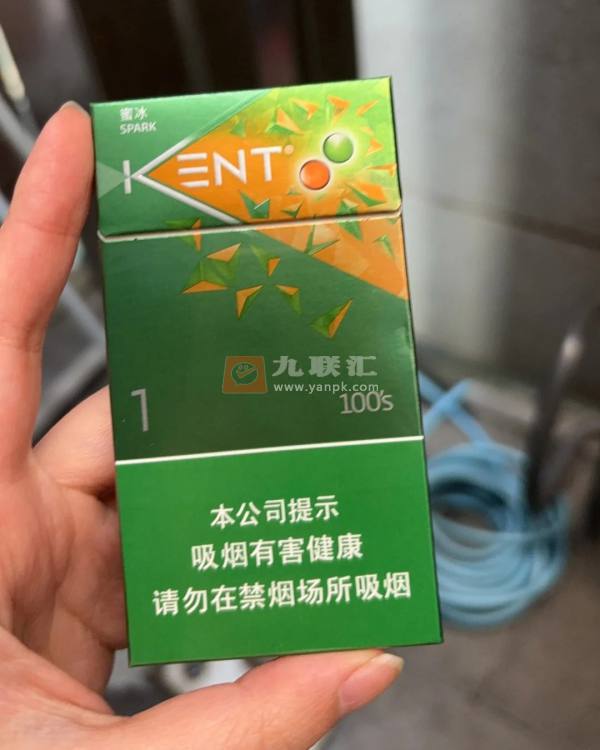 蜜冰
SPARK
KENT
九联汇
www.yanpk.com
1
100's
本公司提示
吸烟有害健康
请勿在禁烟场所吸烟